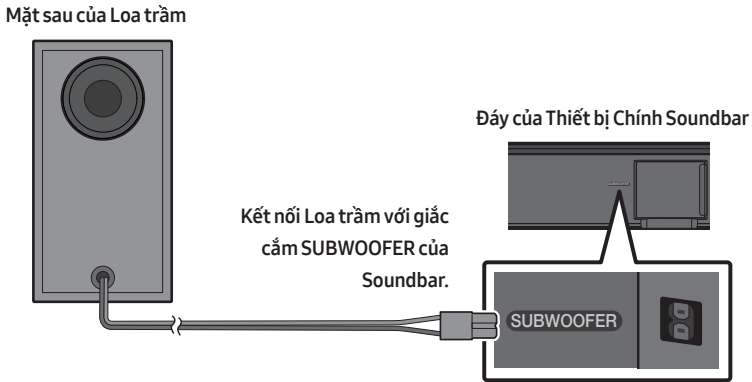 Mặt sau của Loa trầm
Đáy của Thiết bị Chính Soundbar
Kết nối Loa trầm với giắc
cắm SUBWOOFER của
Soundbar.
SUBWOOFER